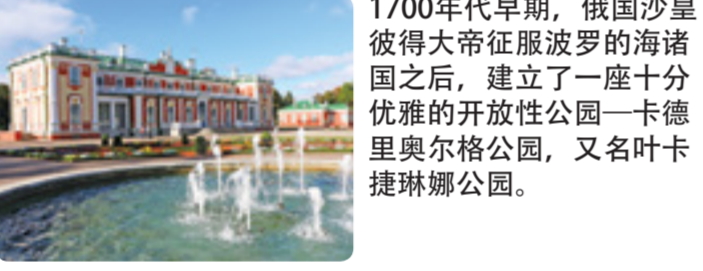 1700年代早期，俄国沙皇
彼得大帝征服波罗的海诸
国之后，建立了一座十分
优雅的开放性公园—卡德
里奥尔格公园，又名叶卡
捷琳娜公园。